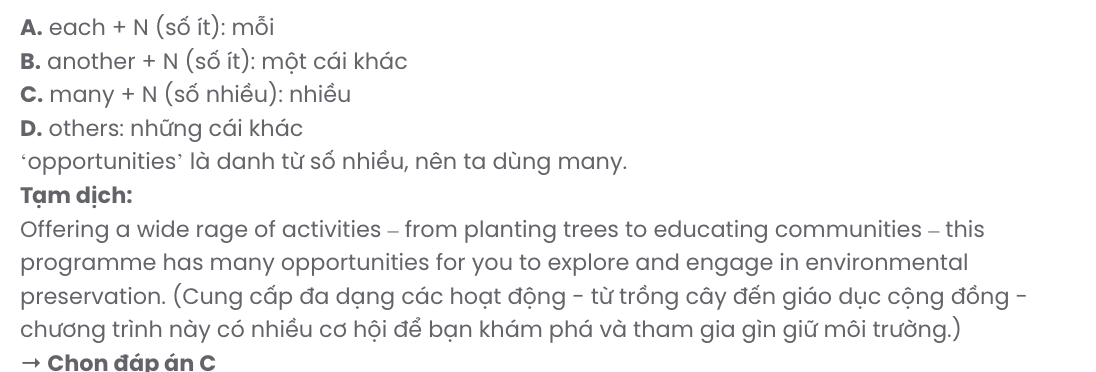 A. each + N (số ít): mỗi
B. another + N (số ít): một cái khác
C. many + N (số nhiều): nhiều
D. others: những cái khác
‘opportunities’ là danh từ số nhiều, nên ta dùng many.
Tạm dịch:
Offering a wide rage of activities – from planting trees to educating communities – this
programme has many opportunities for you to explore and engage in environmental
preservation. (Cung cấp đa dạng các hoạt động - từ trồng cây đến giáo dục cộng đồng -
chương trình này có nhiều cơ hội để bạn khám phá và tham gia gìn giữ môi trường.)
→ Chọn đáp án C